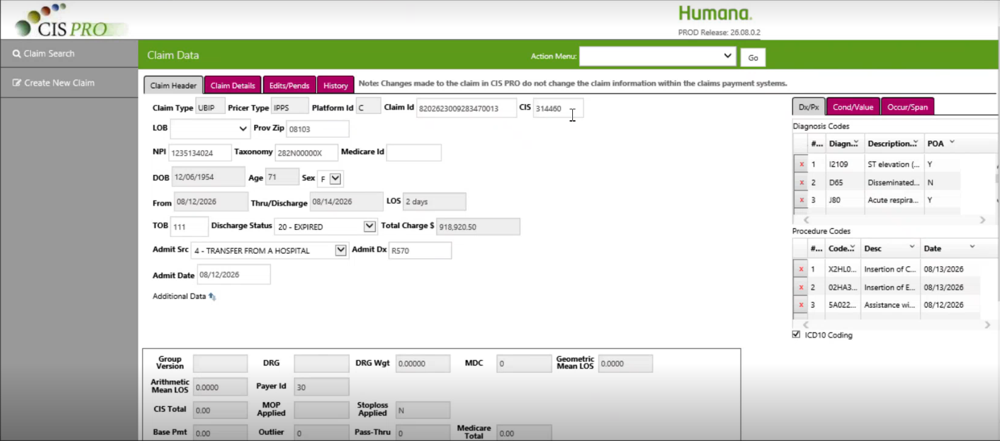 CIS PRO
Humana.
PROD Release: 26.08.0.2
Claim Search
Create New Claim
Claim Data
Action Menu:
Go
Claim Header Claim Details Edits/Pends History Note: Changes made to the claim in CIS PRO do not change the claim information within the claims payment systems.
Claim Type UBIP Pricer Type IPPS Platform Id C Claim Id 8202623009283470013 CIS 314460
LOB Prov Zip 08103
NPI 1235134024 Taxonomy 282N00000X Medicare Id
DOB 12/06/1954 Age 71 Sex F
From 08/12/2026 Thru/Discharge 08/14/2026 LOS 2 days
TOB 111 Discharge Status 20 - EXPIRED Total Charge $ 918,920.50
Admit Src 4 - TRANSFER FROM A HOSPITAL Admit Dx R570
Admit Date 08/12/2026
Additional Data
Dx/Px Cond/Value Occur/Span
Diagnosis Codes
#... Diagn... Description... POA
x 1 I2109 ST elevation (... Y
x 2 D65 Disseminated... N
x 3 J80 Acute respira... Y
Procedure Codes
#... Code... Desc Date
x 1 X2HL0... Insertion of C... 08/13/2026
x 2 02HA3... Insertion of E... 08/13/2026
x 3 5A022... Assistance wi... 08/12/2026
ICD10 Coding
Group Version DRG DRG Wgt 0.00000 MDC 0 Geometric Mean LOS 0.0000
Arithmetic Mean LOS 0.0000 Payer Id 30
CIS Total 0.00 MOP Applied Stoploss Applied N
Base Pmt 0.00 Outlier 0 Pass-Thru 0 Medicare Total 0.00